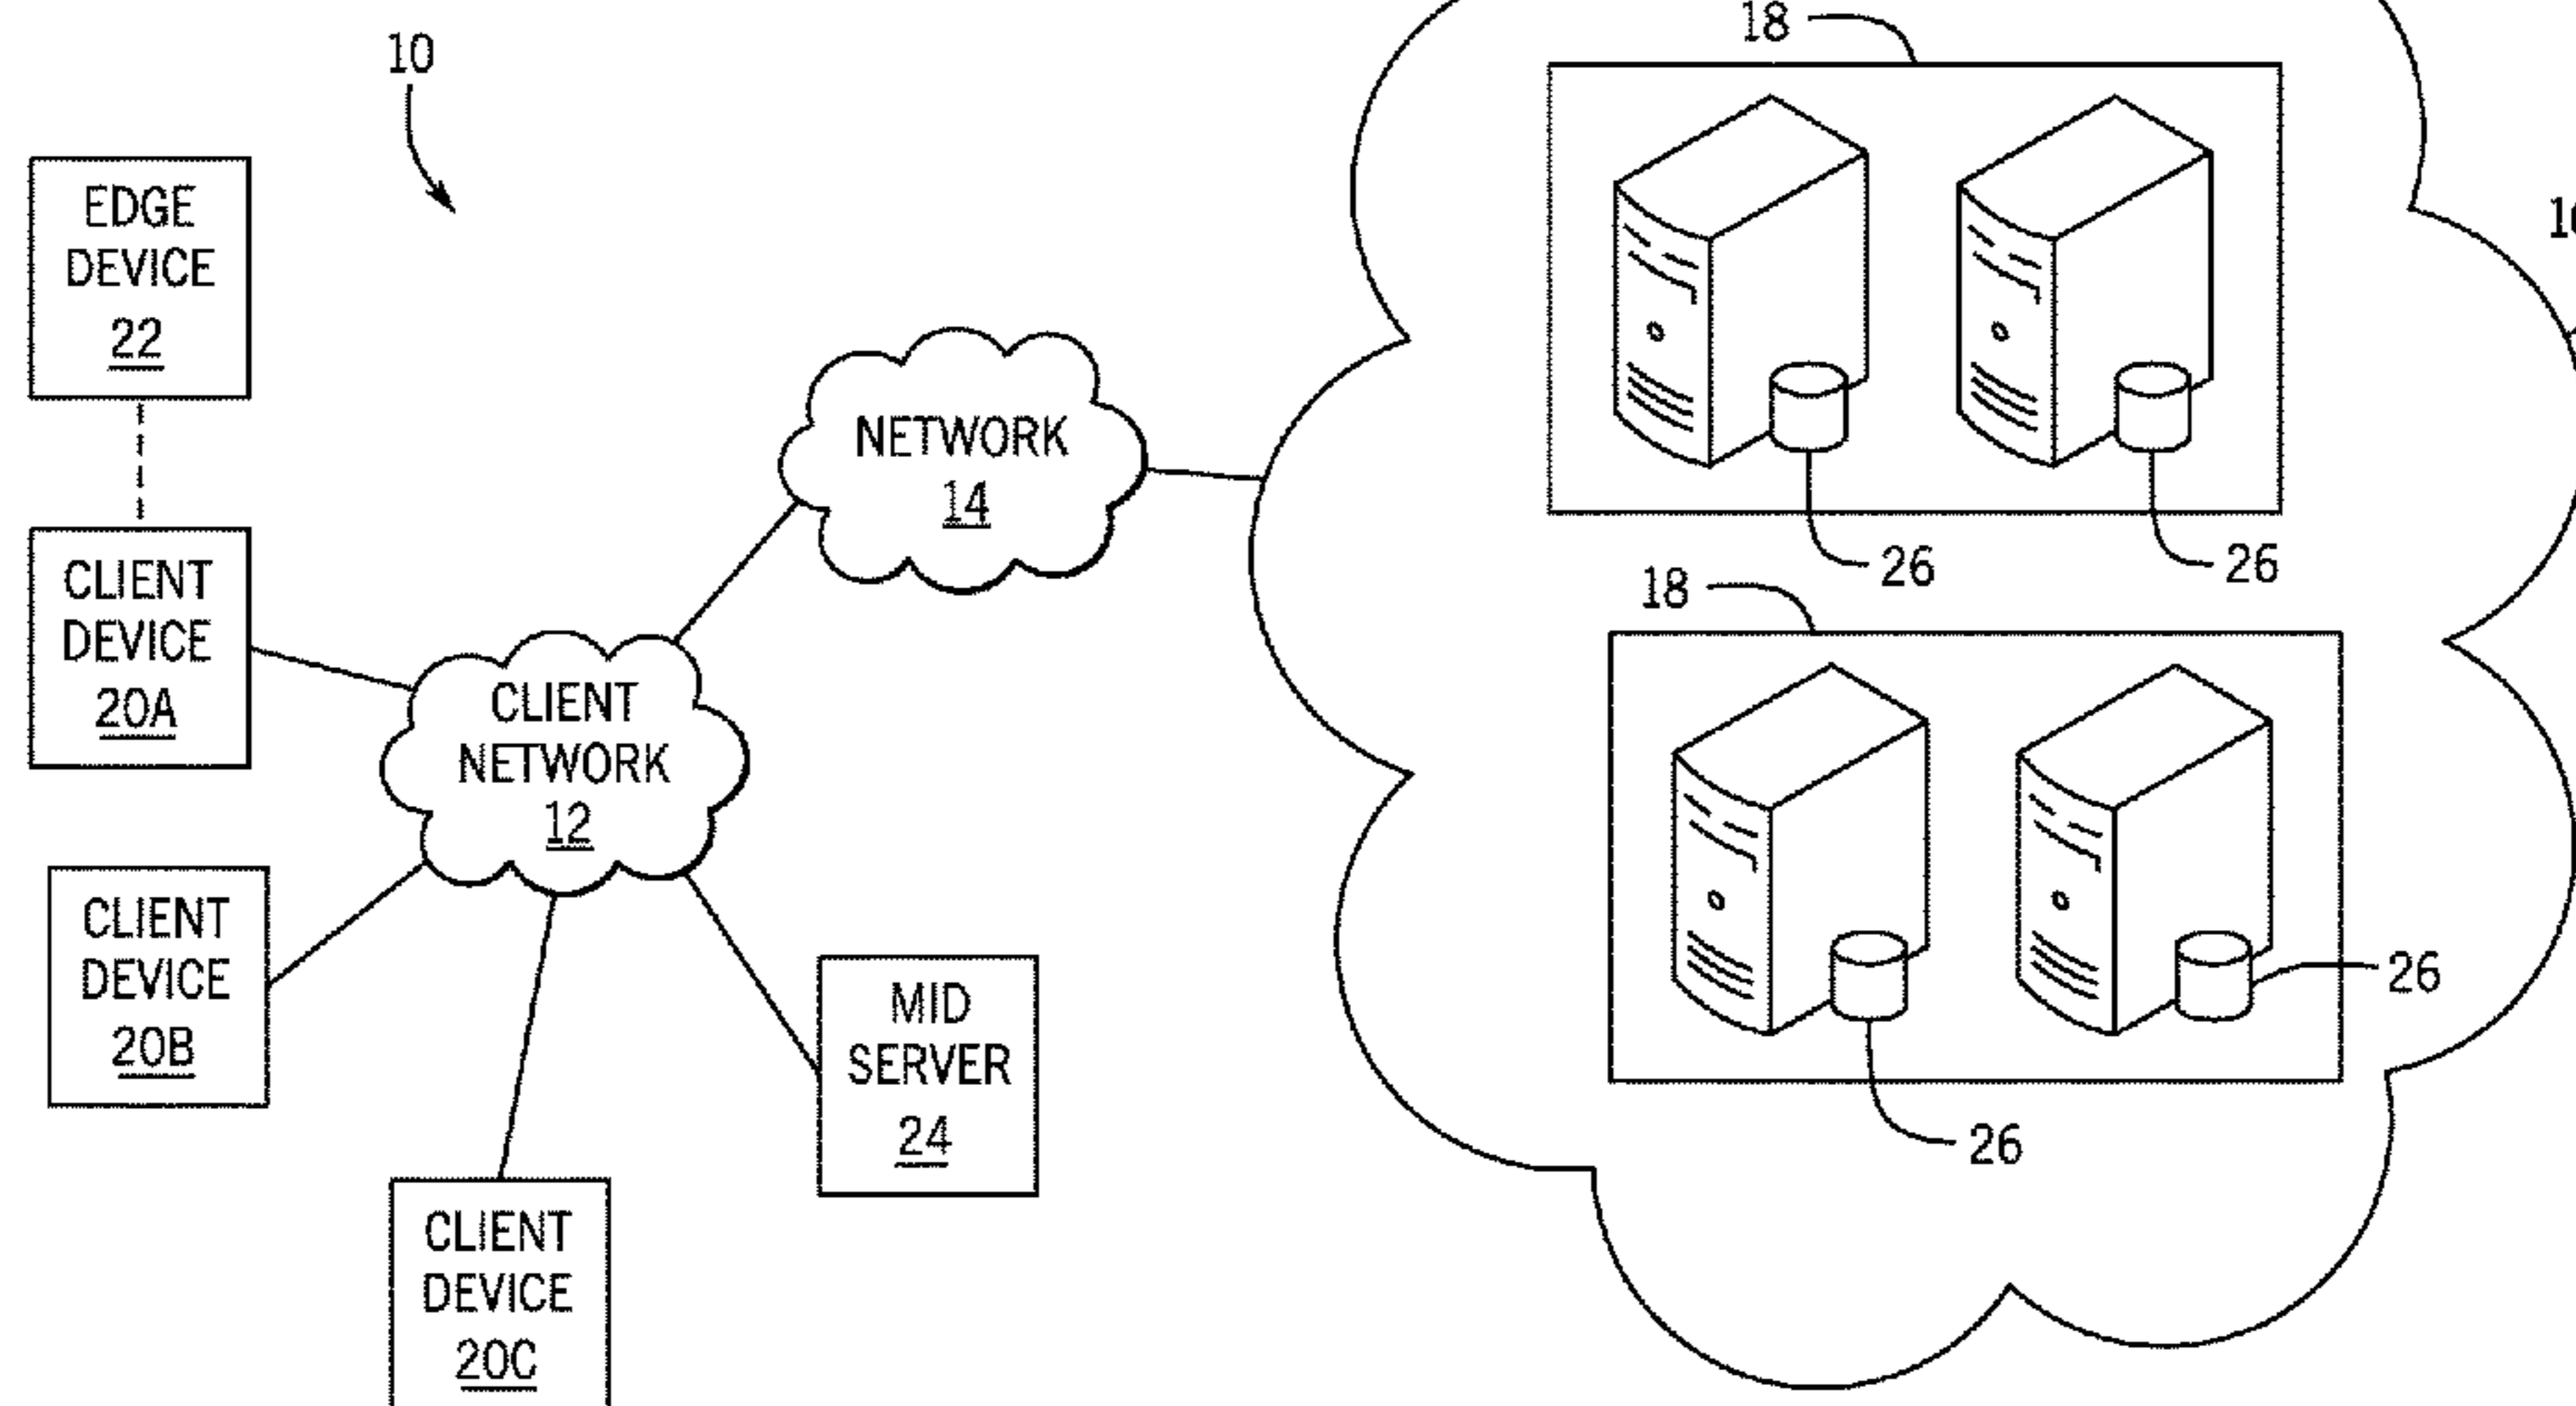 10
18
EDGE
DEVICE
22
NETWORK
14
26
26
CLIENT
DEVICE
20A
18
CLIENT
NETWORK
12
CLIENT
DEVICE
20B
MID
SERVER
24
26
26
CLIENT
DEVICE
20C